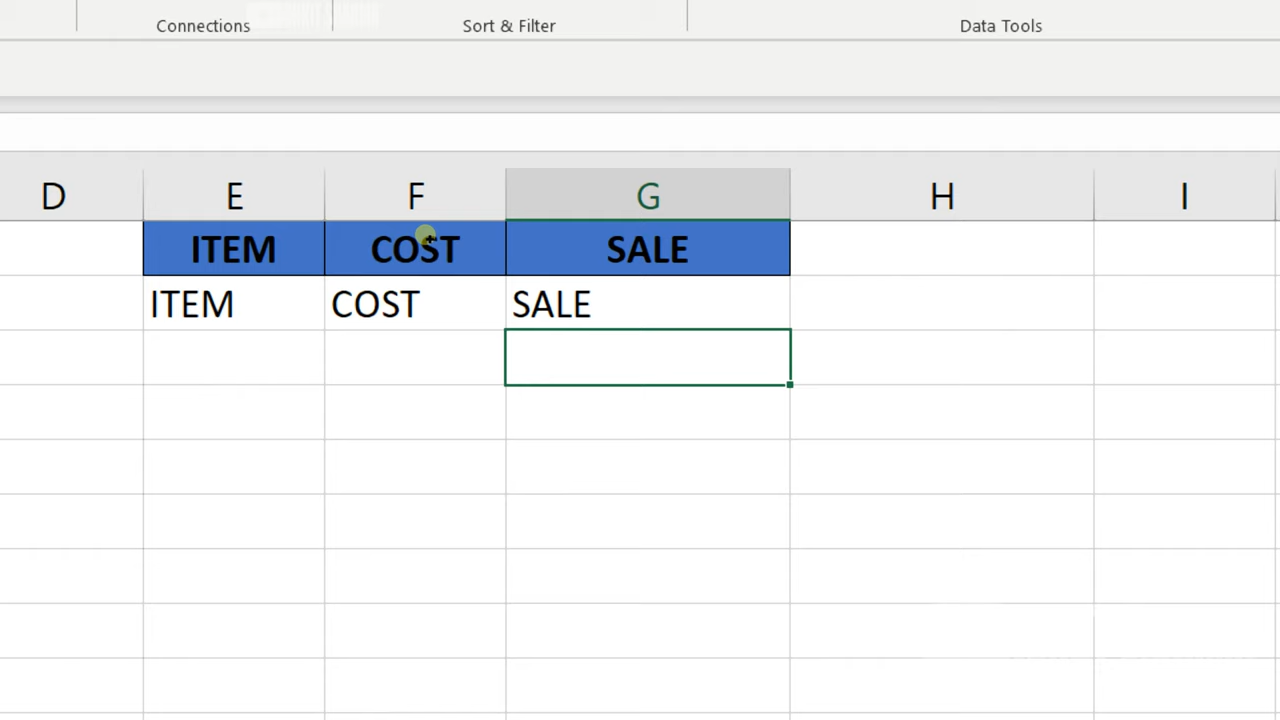 Connections Sort & Filter Data Tools
D E F G H I
ITEM COST SALE
ITEM COST SALE